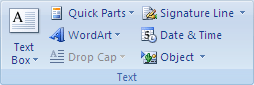 Quick Parts
Signature Line
Text
Box
WordArt
Date & Time
Drop Cap
Object
Text